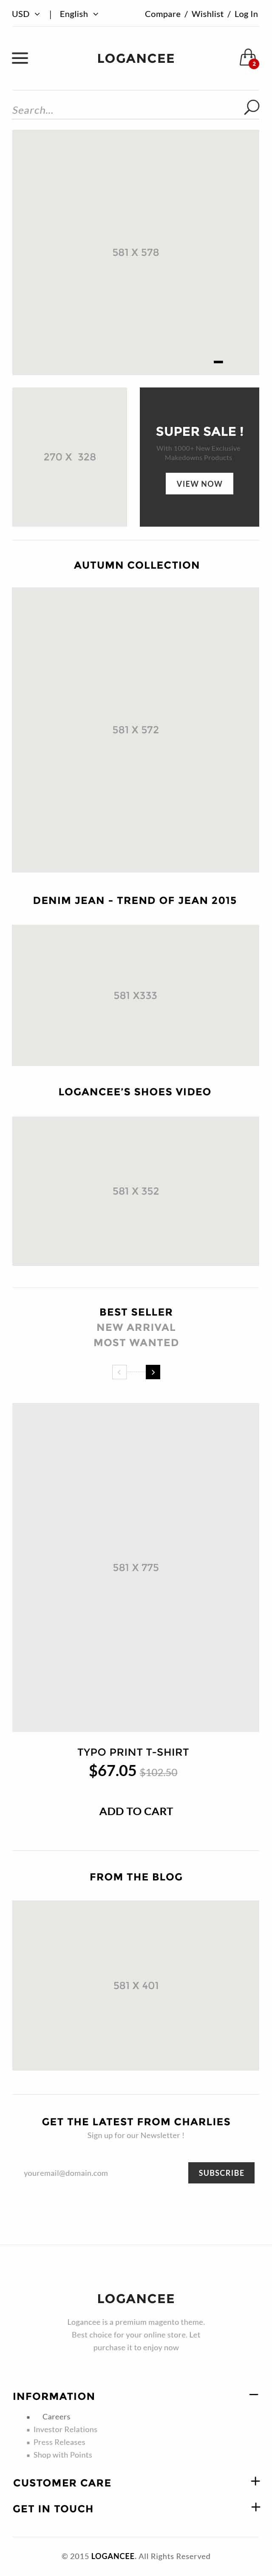 USD | English Compare / Wishlist / Log In
LOGANCEE
2
Search...
581 X 578
270 X 328
SUPER SALE !
With 1000+ New Exclusive
Makedowns Products
VIEW NOW
AUTUMN COLLECTION
581 X 572
DENIM JEAN - TREND OF JEAN 2015
581 X333
LOGANCEE'S SHOES VIDEO
581 X 352
BEST SELLER
NEW ARRIVAL
MOST WANTED
581 X 775
TYPO PRINT T-SHIRT
$67.05 $102.50
ADD TO CART
FROM THE BLOG
581 X 401
GET THE LATEST FROM CHARLIES
Sign up for our Newsletter !
youremail@domain.com SUBSCRIBE
LOGANCEE
Logancee is a premium magento theme.
Best choice for your online store. Let
purchase it to enjoy now
INFORMATION
Careers
Investor Relations
Press Releases
Shop with Points
CUSTOMER CARE
GET IN TOUCH
© 2015 LOGANCEE. All Rights Reserved